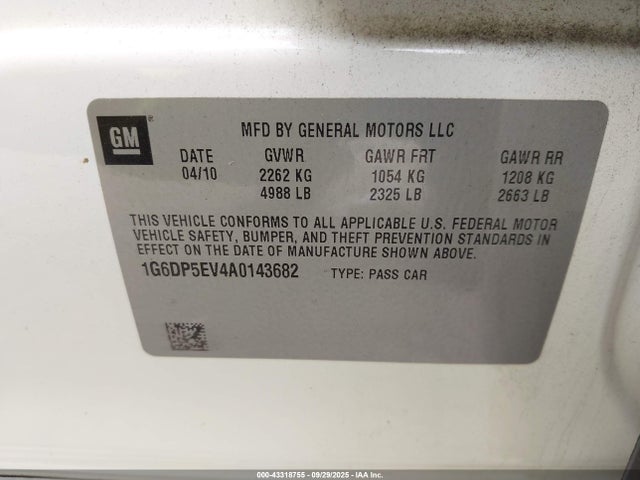 GM ®
MFD BY GENERAL MOTORS LLC
DATE GVWR GAWR FRT GAWR RR
04/10 2262 KG 1054 KG 1208 KG
4988 LB 2325 LB 2663 LB
THIS VEHICLE CONFORMS TO ALL APPLICABLE U.S. FEDERAL MOTOR
VEHICLE SAFETY, BUMPER, AND THEFT PREVENTION STANDARDS IN
EFFECT ON THE DATE OF MANUFACTURE SHOWN ABOVE.
1G6DP5EV4A0143682 TYPE: PASS CAR
000-43318755 - 09/29/2025 - IAA Inc.